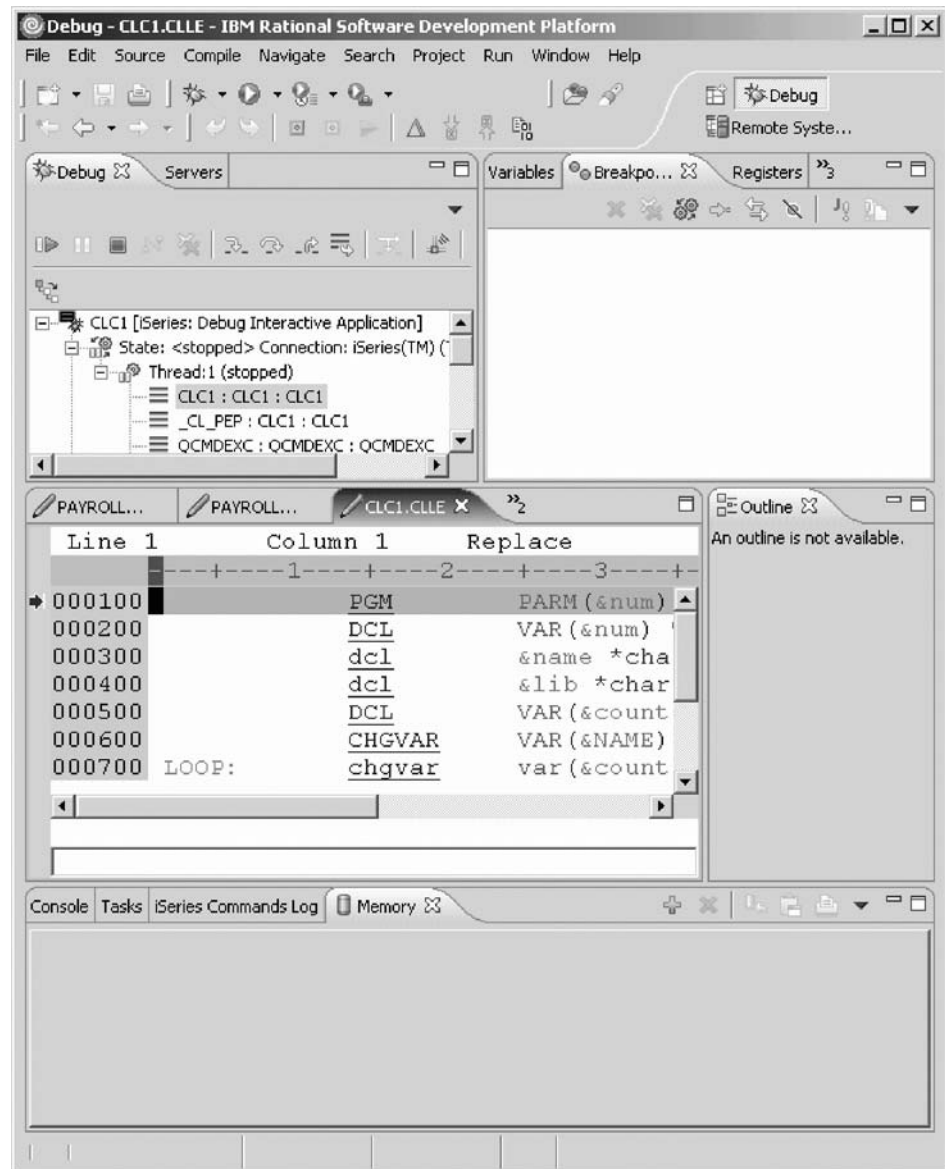 Debug - CLC1.CLLE - IBM Rational Software Development Platform
File Edit Source Compile Navigate Search Project Run Window Help
Debug
Remote Syste...
Debug Servers
Variables Breakpo... Registers »3
CLC1 [iSeries: Debug Interactive Application]
State: <stopped> Connection: iSeries(TM) (
Thread:1 (stopped)
CLC1 : CLC1 : CLC1
_CL_PEP : CLC1 : CLC1
QCMDEXC : QCMDEXC : QCMDEXC
PAYROLL... PAYROLL... CLC1.CLLE »2
Outline
An outline is not available.
Line 1 Column 1 Replace
----+----1----+----2----+----3----+-
000100 PGM PARM(&num)
000200 DCL VAR(&num)
000300 dcl &name *cha
000400 dcl &lib *char
000500 DCL VAR(&count
000600 CHGVAR VAR(&NAME)
000700 LOOP: chgvar var(&count
Console Tasks iSeries Commands Log Memory